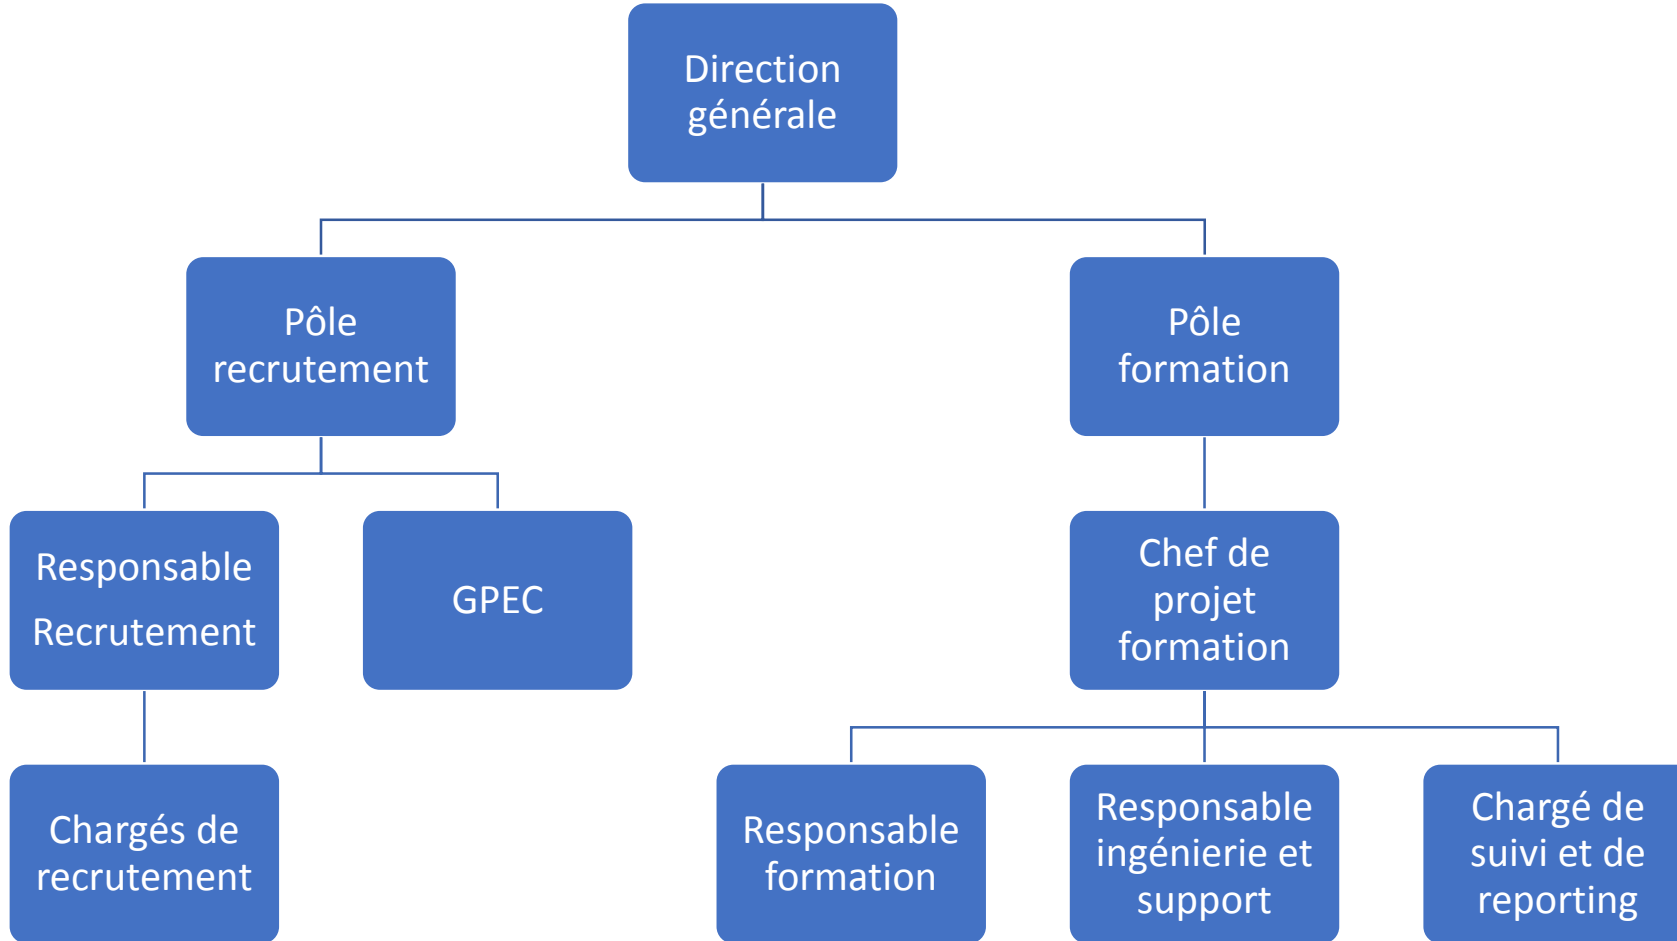 Direction
générale
Pôle
recrutement
Pôle
formation
Responsable
Recrutement
GPEC
Chef de
projet
formation
Chargés de
recrutement
Responsable
formation
Responsable
ingénierie et
support
Chargé de
suivi et de
reporting